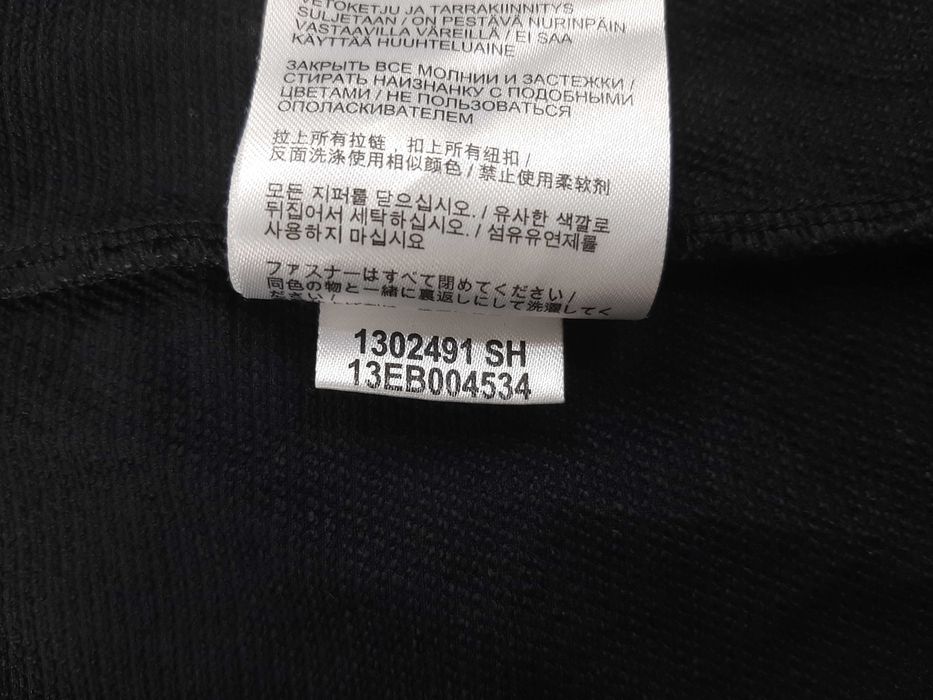 VETOKETJU JA TARRAKIINNITYS
SULJETAAN / ON PESTÄVÄ NURINPÄIN
VASTAAVILLA VÄREILLÄ / EI SAA
KÄYTTÄÄ HUUHTELUAINE
ЗАКРЫТЬ ВСЕ МОЛНИИ И ЗАСТЕЖКИ /
СТИРАТЬ НАИЗНАНКУ С ПОДОБНЫМИ
ЦВЕТАМИ / НЕ ПОЛЬЗОВАТЬСЯ
ОПОЛАСКИВАТЕЛЕМ
拉上所有拉链，扣上所有纽扣 /
反面洗涤使用相似颜色 / 禁止使用柔软剂
모든 지퍼를 닫으십시오. / 유사한 색깔로
뒤집어서 세탁하십시오. / 섬유유연제를
사용하지 마십시요
ファスナーはすべて閉めてください /
同色の物と一緒に裏返しにして洗濯してく
ださい /
1302491 SH
13EB004534